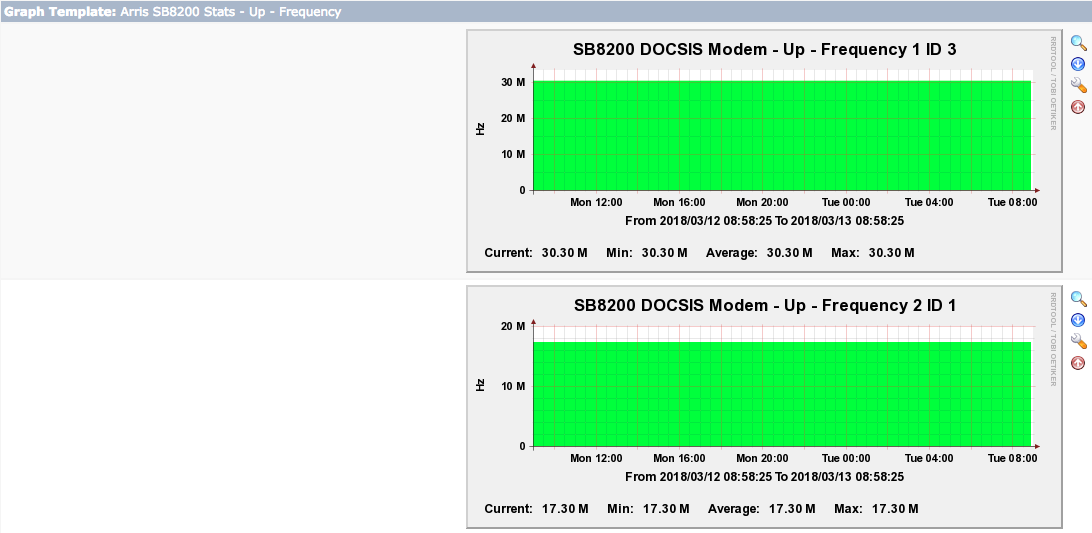 Graph Template: Arris SB8200 Stats - Up - Frequency
SB8200 DOCSIS Modem - Up - Frequency 1 ID 3
RRDTOOL / TOBI OETIKER
30 M
20 M
10 M
0
Hz
Mon 12:00 Mon 16:00 Mon 20:00 Tue 00:00 Tue 04:00 Tue 08:00
From 2018/03/12 08:58:25 To 2018/03/13 08:58:25
Current: 30.30 M Min: 30.30 M Average: 30.30 M Max: 30.30 M
SB8200 DOCSIS Modem - Up - Frequency 2 ID 1
RRDTOOL / TOBI OETIKER
20 M
10 M
0
Hz
Mon 12:00 Mon 16:00 Mon 20:00 Tue 00:00 Tue 04:00 Tue 08:00
From 2018/03/12 08:58:25 To 2018/03/13 08:58:25
Current: 17.30 M Min: 17.30 M Average: 17.30 M Max: 17.30 M